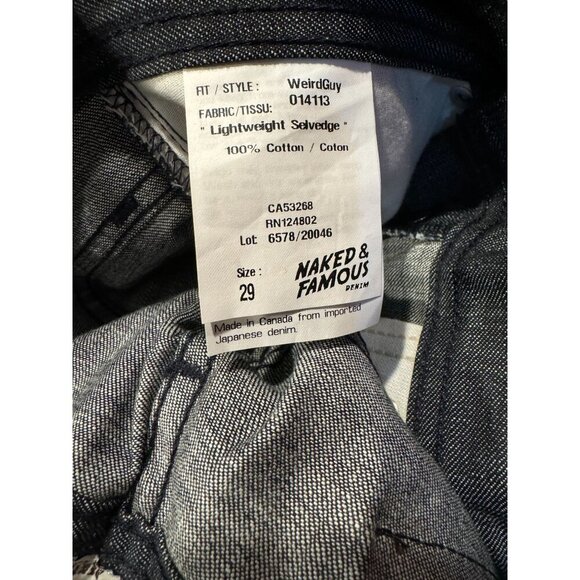 FIT / STYLE : WeirdGuy
FABRIC/TISSU: 014113
" Lightweight Selvedge "
100% Cotton / Coton
CA53268
RN124802
Lot: 6578/20046
Size :
29
NAKED &
FAMOUS
DENIM
Made in Canada from imported
Japanese denim.